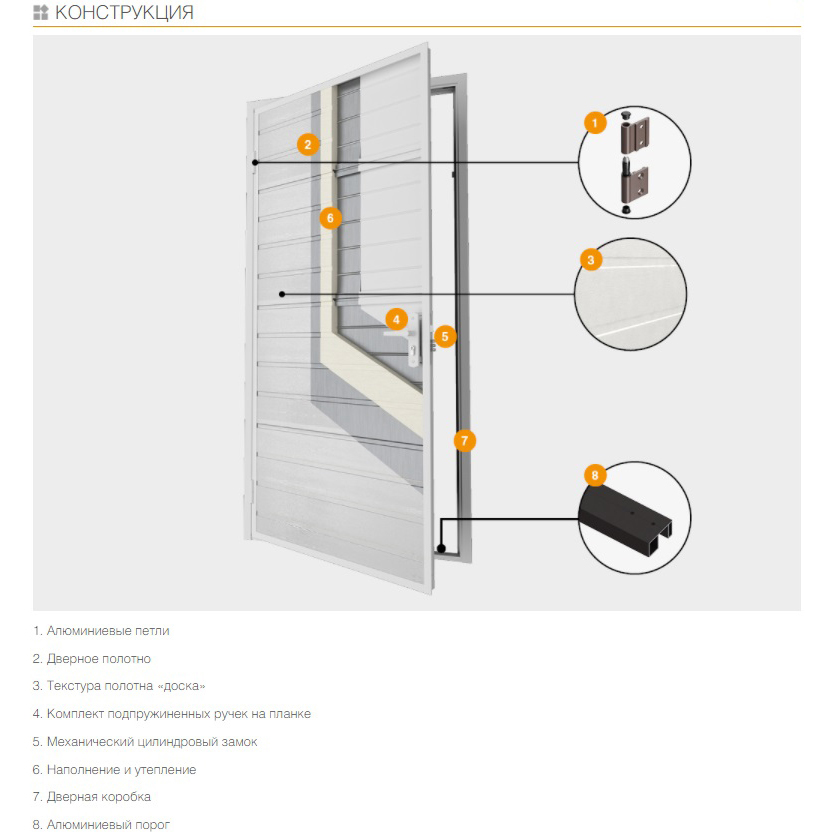 КОНСТРУКЦИЯ
1
2
6
3
4
5
7
8
1. Алюминиевые петли
2. Дверное полотно
3. Текстура полотна «доска»
4. Комплект подпружиненных ручек на планке
5. Механический цилиндровый замок
6. Наполнение и утепление
7. Дверная коробка
8. Алюминиевый порог